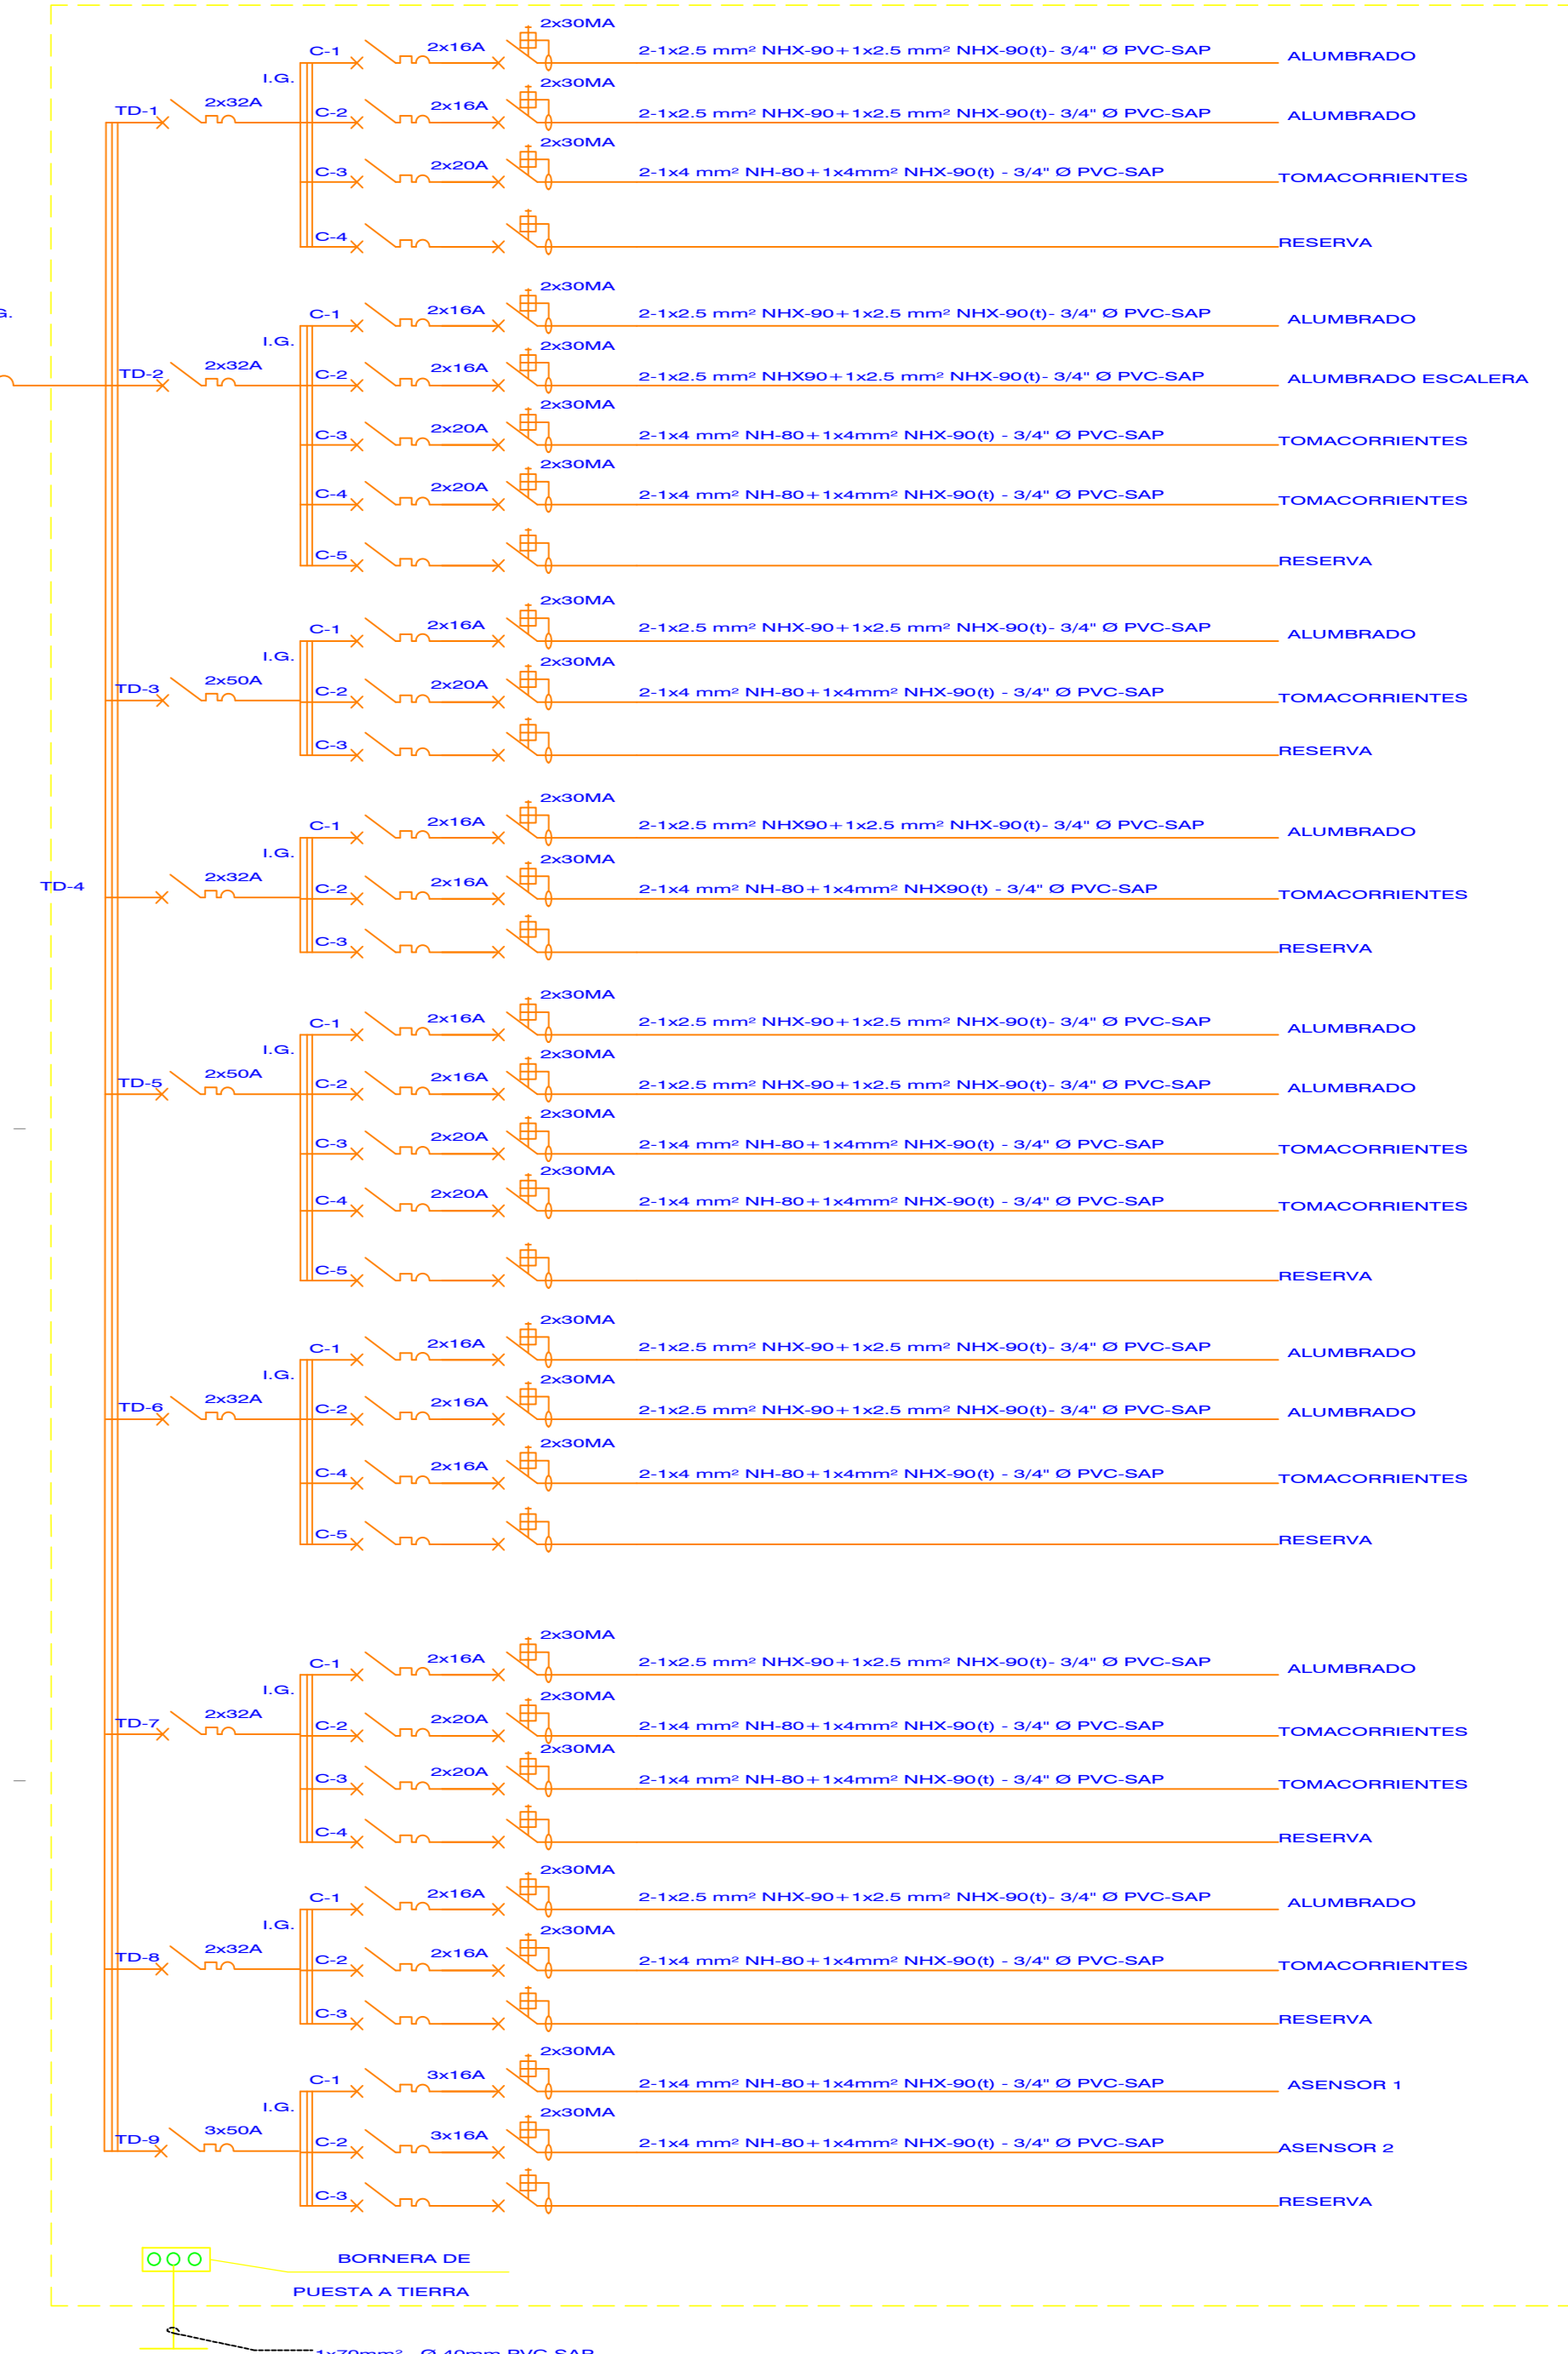 G.
TD-1
2x32A
I.G.
C-1 2x16A 2x30MA 2-1x2.5 mm² NHX-90+1x2.5 mm² NHX-90(t)- 3/4" Ø PVC-SAP ALUMBRADO
C-2 2x16A 2x30MA 2-1x2.5 mm² NHX-90+1x2.5 mm² NHX-90(t)- 3/4" Ø PVC-SAP ALUMBRADO
C-3 2x20A 2x30MA 2-1x4 mm² NH-80+1x4mm² NHX-90(t) - 3/4" Ø PVC-SAP TOMACORRIENTES
C-4 RESERVA
TD-2
2x32A
I.G.
C-1 2x16A 2x30MA 2-1x2.5 mm² NHX-90+1x2.5 mm² NHX-90(t)- 3/4" Ø PVC-SAP ALUMBRADO
C-2 2x16A 2x30MA 2-1x2.5 mm² NHX90+1x2.5 mm² NHX-90(t)- 3/4" Ø PVC-SAP ALUMBRADO ESCALERA
C-3 2x20A 2x30MA 2-1x4 mm² NH-80+1x4mm² NHX-90(t) - 3/4" Ø PVC-SAP TOMACORRIENTES
C-4 2x20A 2x30MA 2-1x4 mm² NH-80+1x4mm² NHX-90(t) - 3/4" Ø PVC-SAP TOMACORRIENTES
C-5 RESERVA
TD-3
2x50A
I.G.
C-1 2x16A 2x30MA 2-1x2.5 mm² NHX-90+1x2.5 mm² NHX-90(t)- 3/4" Ø PVC-SAP ALUMBRADO
C-2 2x20A 2x30MA 2-1x4 mm² NH-80+1x4mm² NHX-90(t) - 3/4" Ø PVC-SAP TOMACORRIENTES
C-3 RESERVA
TD-4
2x32A
I.G.
C-1 2x16A 2x30MA 2-1x2.5 mm² NHX90+1x2.5 mm² NHX-90(t)- 3/4" Ø PVC-SAP ALUMBRADO
C-2 2x16A 2x30MA 2-1x4 mm² NH-80+1x4mm² NHX90(t) - 3/4" Ø PVC-SAP TOMACORRIENTES
C-3 RESERVA
TD-5
2x50A
I.G.
C-1 2x16A 2x30MA 2-1x2.5 mm² NHX-90+1x2.5 mm² NHX-90(t)- 3/4" Ø PVC-SAP ALUMBRADO
C-2 2x16A 2x30MA 2-1x2.5 mm² NHX-90+1x2.5 mm² NHX-90(t)- 3/4" Ø PVC-SAP ALUMBRADO
C-3 2x20A 2x30MA 2-1x4 mm² NH-80+1x4mm² NHX-90(t) - 3/4" Ø PVC-SAP TOMACORRIENTES
C-4 2x20A 2x30MA 2-1x4 mm² NH-80+1x4mm² NHX-90(t) - 3/4" Ø PVC-SAP TOMACORRIENTES
C-5 RESERVA
TD-6
2x32A
I.G.
C-1 2x16A 2x30MA 2-1x2.5 mm² NHX-90+1x2.5 mm² NHX-90(t)- 3/4" Ø PVC-SAP ALUMBRADO
C-2 2x16A 2x30MA 2-1x2.5 mm² NHX-90+1x2.5 mm² NHX-90(t)- 3/4" Ø PVC-SAP ALUMBRADO
C-4 2x16A 2x30MA 2-1x4 mm² NH-80+1x4mm² NHX-90(t) - 3/4" Ø PVC-SAP TOMACORRIENTES
C-5 RESERVA
TD-7
2x32A
I.G.
C-1 2x16A 2x30MA 2-1x2.5 mm² NHX-90+1x2.5 mm² NHX-90(t)- 3/4" Ø PVC-SAP ALUMBRADO
C-2 2x20A 2x30MA 2-1x4 mm² NH-80+1x4mm² NHX-90(t) - 3/4" Ø PVC-SAP TOMACORRIENTES
C-3 2x20A 2x30MA 2-1x4 mm² NH-80+1x4mm² NHX-90(t) - 3/4" Ø PVC-SAP TOMACORRIENTES
C-4 RESERVA
TD-8
2x32A
I.G.
C-1 2x16A 2x30MA 2-1x2.5 mm² NHX-90+1x2.5 mm² NHX-90(t)- 3/4" Ø PVC-SAP ALUMBRADO
C-2 2x16A 2x30MA 2-1x4 mm² NH-80+1x4mm² NHX-90(t) - 3/4" Ø PVC-SAP TOMACORRIENTES
C-3 RESERVA
TD-9
3x50A
I.G.
C-1 3x16A 2x30MA 2-1x4 mm² NH-80+1x4mm² NHX-90(t) - 3/4" Ø PVC-SAP ASENSOR 1
C-2 3x16A 2x30MA 2-1x4 mm² NH-80+1x4mm² NHX-90(t) - 3/4" Ø PVC-SAP ASENSOR 2
C-3 RESERVA
BORNERA DE
PUESTA A TIERRA
1x70mm² - Ø 40mm PVC-SAP